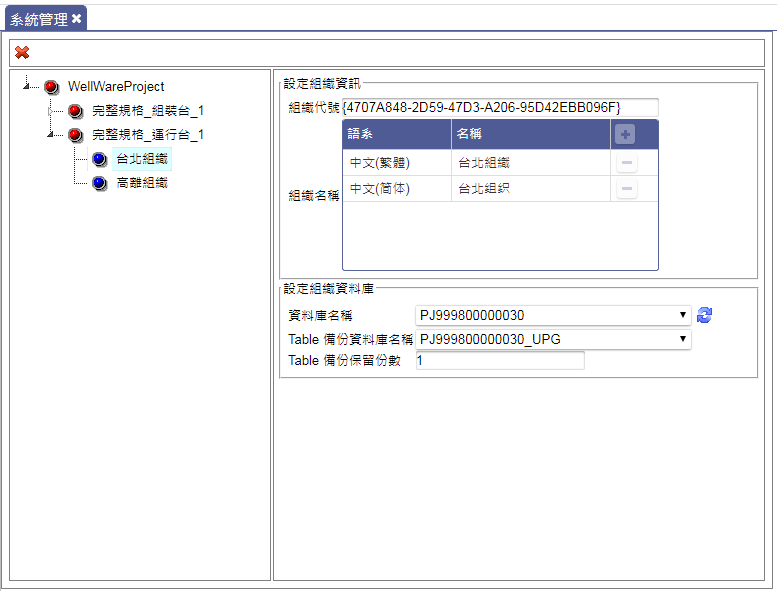 系統管理
WellWareProject
完整規格_組裝台_1
完整規格_運行台_1
台北組織
高雄組織
設定組織資訊
組織代號 {4707A848-2D59-47D3-A206-95D42EBB096F}
語系 名稱
中文(繁體) 台北組織
中文(简体) 台北组织
組織名稱
設定組織資料庫
資料庫名稱 PJ999800000030
Table 備份資料庫名稱 PJ999800000030_UPG
Table 備份保留份數 1